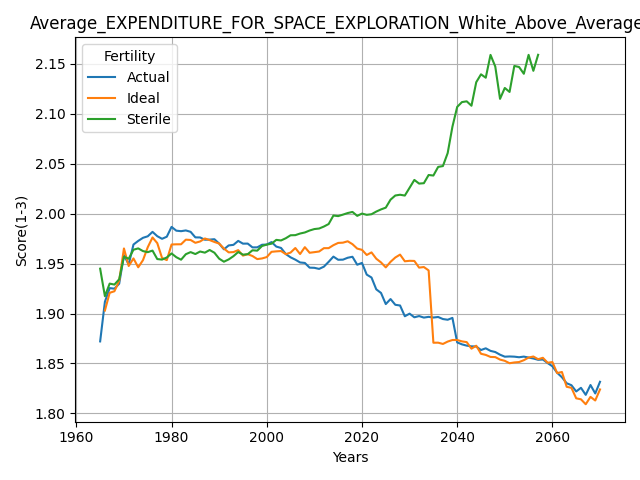 Average_EXPENDITURE_FOR_SPACE_EXPLORATION_White_Above_Average
Fertility
Actual
Ideal
Sterile
Score(1-3)
2.15
2.10
2.05
2.00
1.95
1.90
1.85
1.80
1960 1980 2000 2020 2040 2060
Years